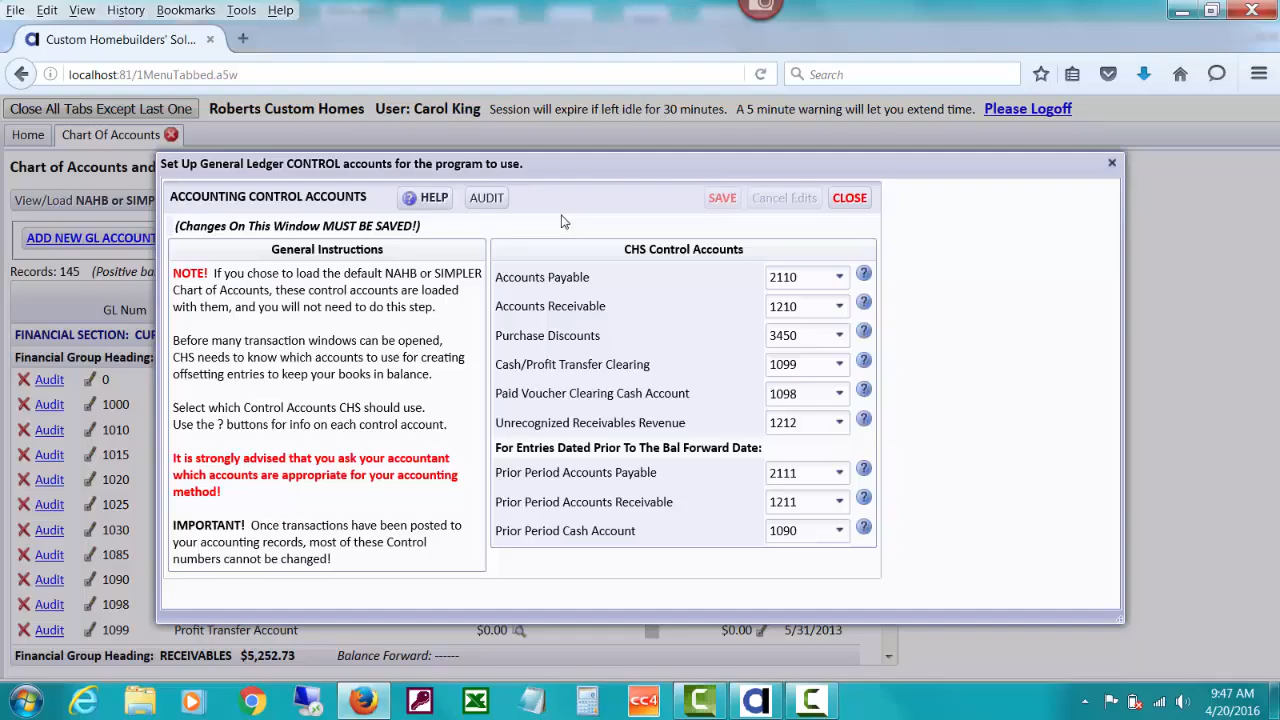 File Edit View History Bookmarks Tools Help
Custom Homebuilders' Sol...
localhost:81/1MenuTabbed.a5w
Search
Close All Tabs Except Last One Roberts Custom Homes User: Carol King Session will expire if left idle for 30 minutes. A 5 minute warning will let you extend time. Please Logoff
Home Chart Of Accounts
Chart of Accounts and
Set Up General Ledger CONTROL accounts for the program to use.
View/Load NAHB or SIMP
ACCOUNTING CONTROL ACCOUNTS HELP AUDIT SAVE Cancel Edits CLOSE
(Changes On This Window MUST BE SAVED!)
ADD NEW GL ACCOUNT
Records: 145 (Positive ba
GL Num
FINANCIAL SECTION: CUR
Financial Group Heading:
Audit 0
Audit 1000
Audit 1010
Audit 1015
Audit 1020
Audit 1025
Audit 1030
Audit 1085
Audit 1090
Audit 1098
Audit 1099 Profit Transfer Account $0.00 $0.00 5/31/2013
Financial Group Heading: RECEIVABLES $5,252.73 Balance Forward: ------
General Instructions
NOTE! If you chose to load the default NAHB or SIMPLER
Chart of Accounts, these control accounts are loaded
with them, and you will not need to do this step.
Before many transaction windows can be opened,
CHS needs to know which accounts to use for creating
offsetting entries to keep your books in balance.
Select which Control Accounts CHS should use.
Use the ? buttons for info on each control account.
It is strongly advised that you ask your accountant
which accounts are appropriate for your accounting
method!
IMPORTANT! Once transactions have been posted to
your accounting records, most of these Control
numbers cannot be changed!
CHS Control Accounts
Accounts Payable 2110
Accounts Receivable 1210
Purchase Discounts 3450
Cash/Profit Transfer Clearing 1099
Paid Voucher Clearing Cash Account 1098
Unrecognized Receivables Revenue 1212
For Entries Dated Prior To The Bal Forward Date:
Prior Period Accounts Payable 2111
Prior Period Accounts Receivable 1211
Prior Period Cash Account 1090
CC4
9:47 AM
4/20/2016